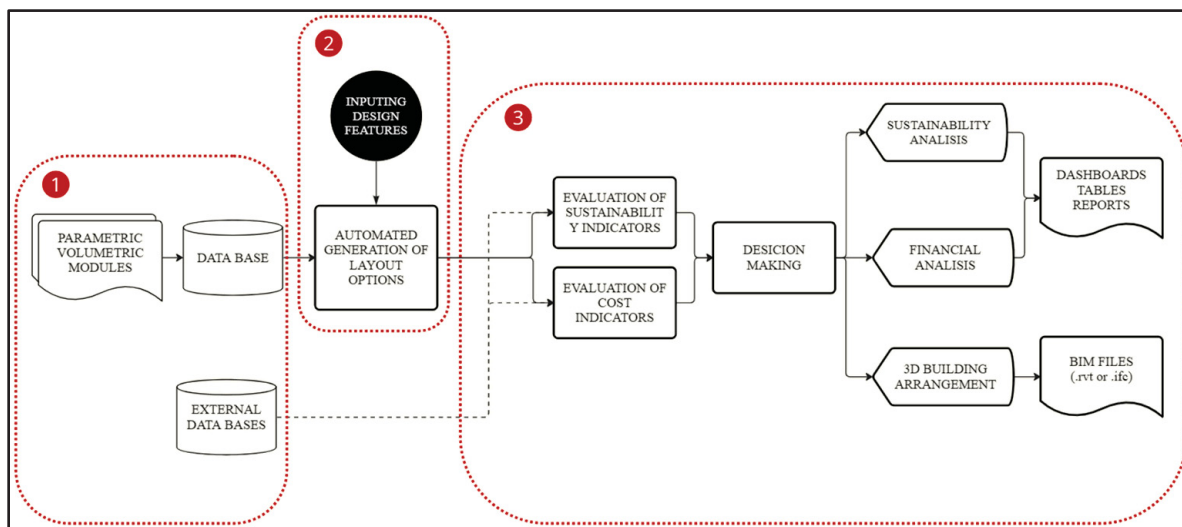 1
PARAMETRIC
VOLUMETRIC
MODULES
DATA BASE
EXTERNAL
DATA BASES
2
INPUTING
DESIGN
FEATURES
AUTOMATED
GENERATION OF
LAYOUT
OPTIONS
3
EVALUATION OF
SUSTAINABILIT
Y INDICATORS
EVALUATION OF
COST
INDICATORS
DESICION
MAKING
SUSTAINABILITY
ANALISIS
FINANCIAL
ANALYSIS
3D BUILDING
ARRANGEMENT
DASHBOARDS
TABLES
REPORTS
BIM FILES
(.rvt or .ifc)